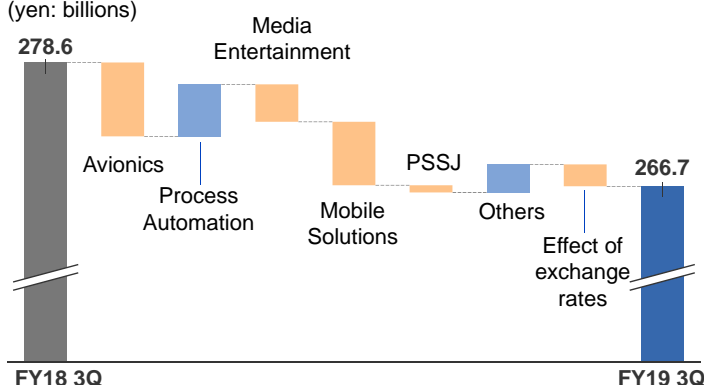 (yen: billions)
278.6
Media
Entertainment
Avionics
Process
Automation
Mobile
Solutions
PSSJ
Others
Effect of
exchange
rates
266.7
FY18 3Q
FY19 3Q